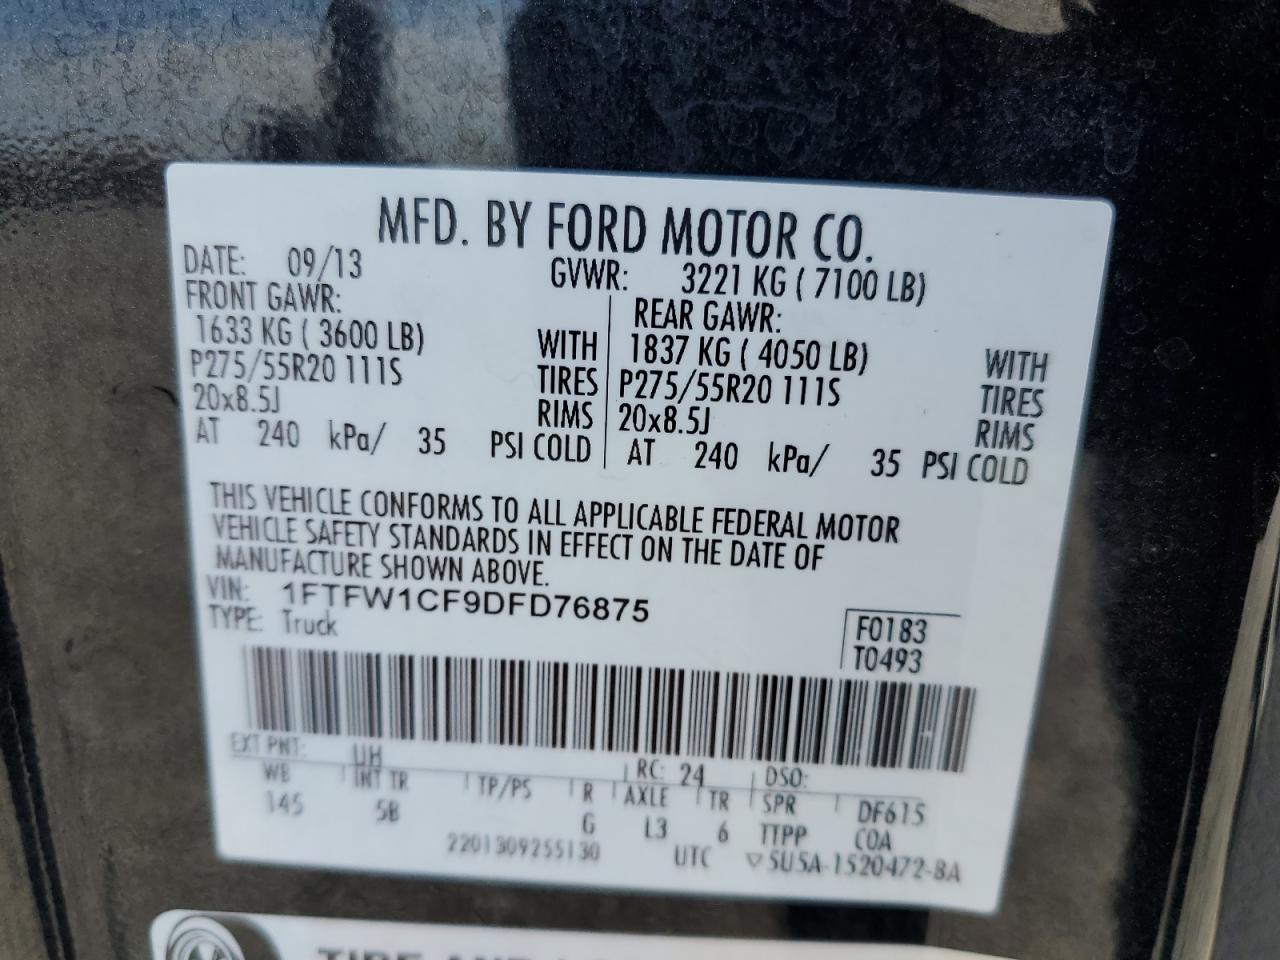 MFD. BY FORD MOTOR CO.
DATE: 09/13 GVWR: 3221 KG ( 7100 LB)
FRONT GAWR: REAR GAWR:
1633 KG ( 3600 LB) WITH 1837 KG ( 4050 LB) WITH
P275/55R20 111S TIRES P275/55R20 111S TIRES
20x8.5J RIMS 20x8.5J RIMS
AT 240 kPa/ 35 PSI COLD AT 240 kPa/ 35 PSI COLD
THIS VEHICLE CONFORMS TO ALL APPLICABLE FEDERAL MOTOR
VEHICLE SAFETY STANDARDS IN EFFECT ON THE DATE OF
MANUFACTURE SHOWN ABOVE.
VIN: 1FTFW1CF9DFD76875
TYPE: Truck F0183
T0493
EXT PNT: UH RC: 24 DSO:
WB INT TR TP/PS R AXLE TR SPR DF615
145 5B G L3 6 TTPP COA
2201309255130 UTC ▽5U5A-1520472-BA